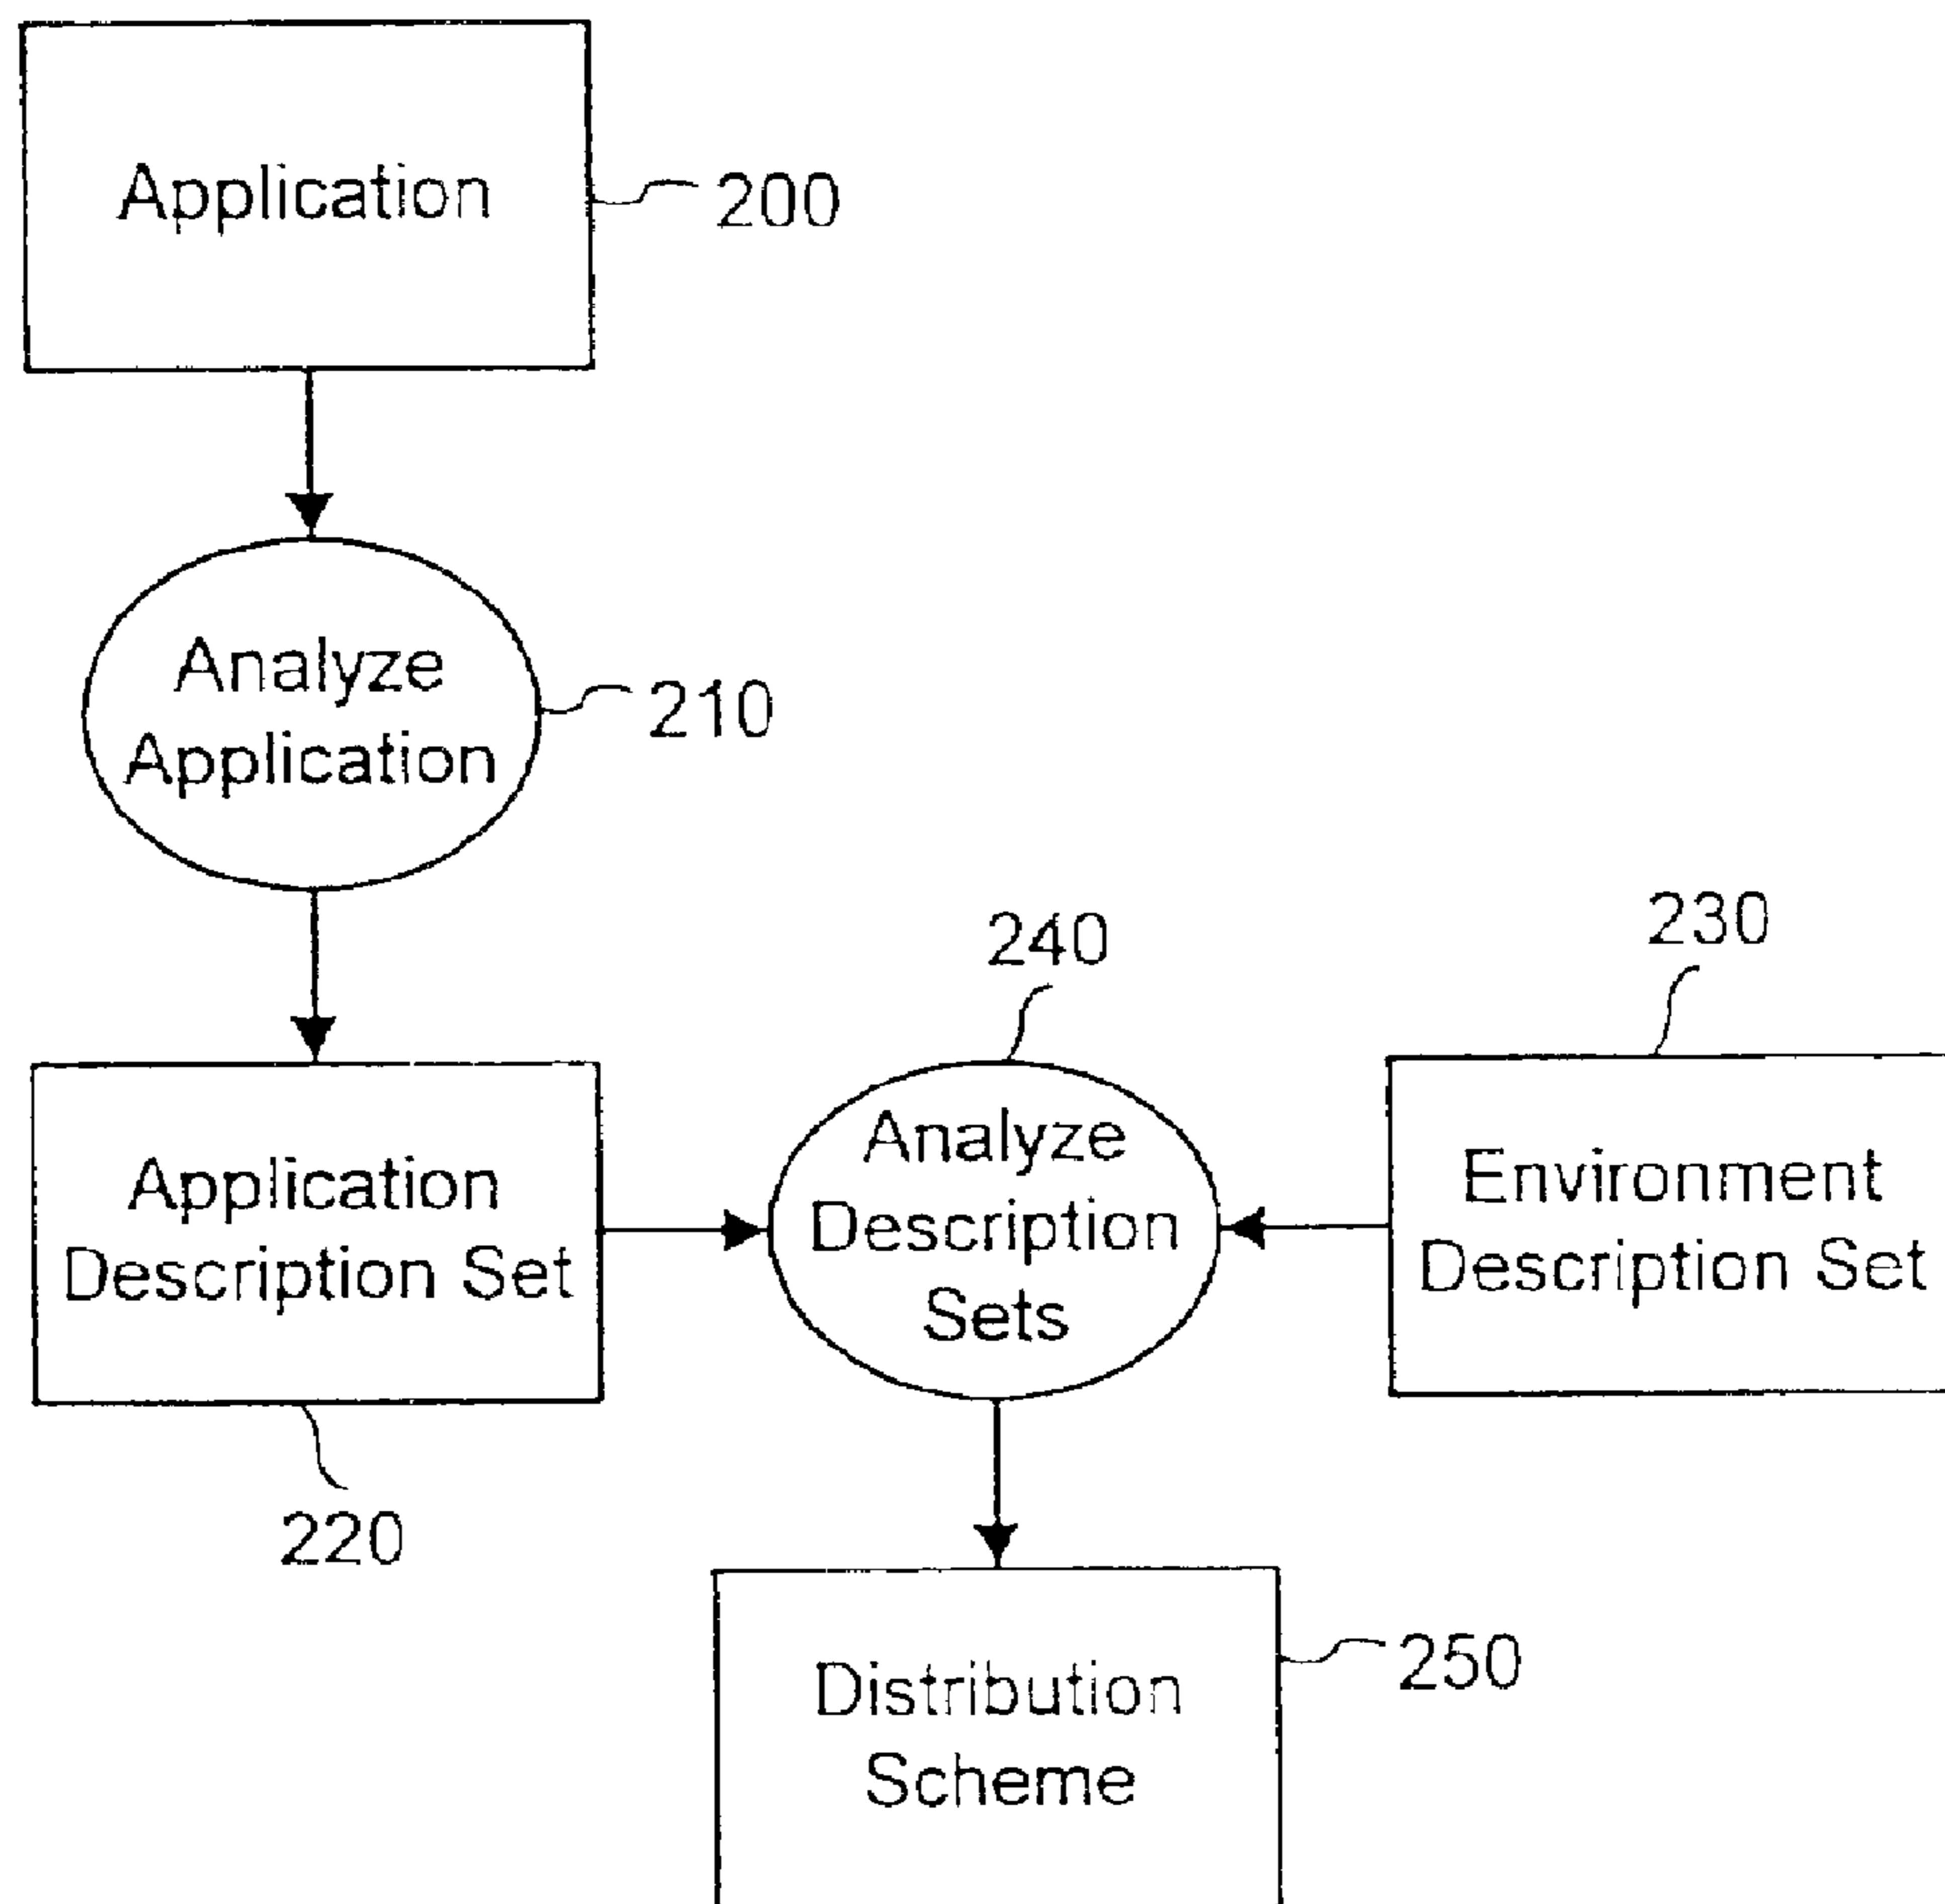 Application
200
Analyze
Application
210
240
230
Application
Description Set
Analyze
Description
Sets
Environment
Description Set
220
Distribution
Scheme
250